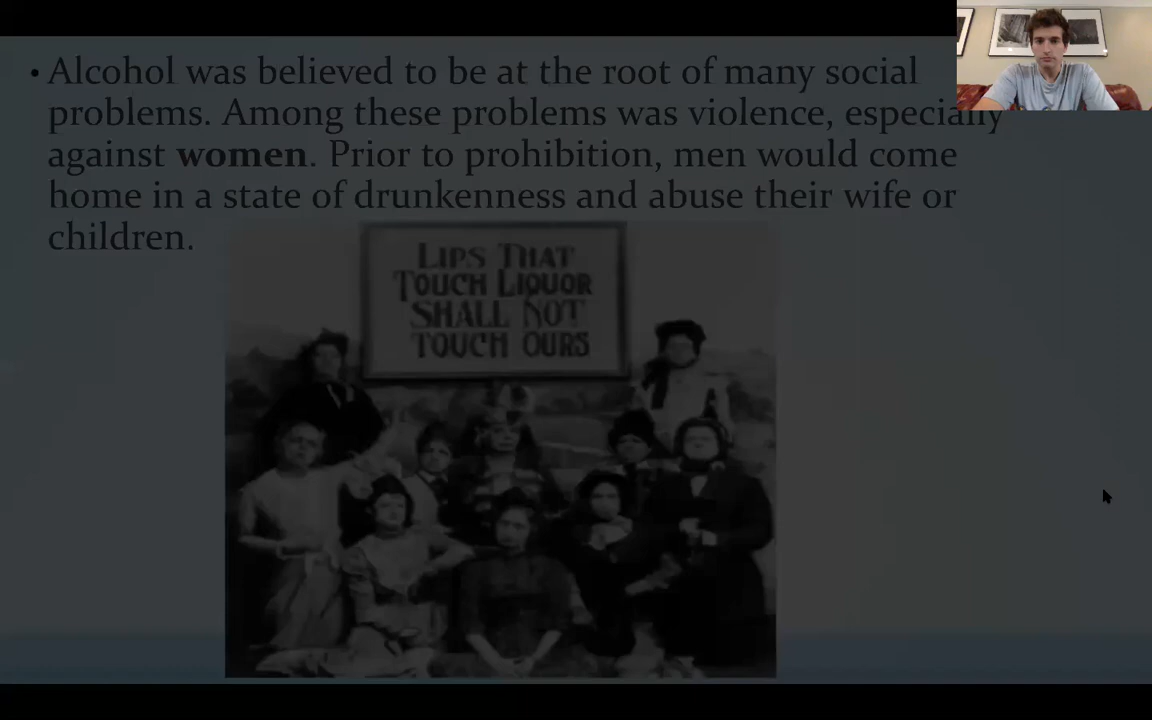 • Alcohol was believed to be at the root of many social
problems. Among these problems was violence, especially
against women. Prior to prohibition, men would come
home in a state of drunkenness and abuse their wife or
children.
LIPS THAT
TOUCH LIQUOR
SHALL NOT
TOUCH OURS